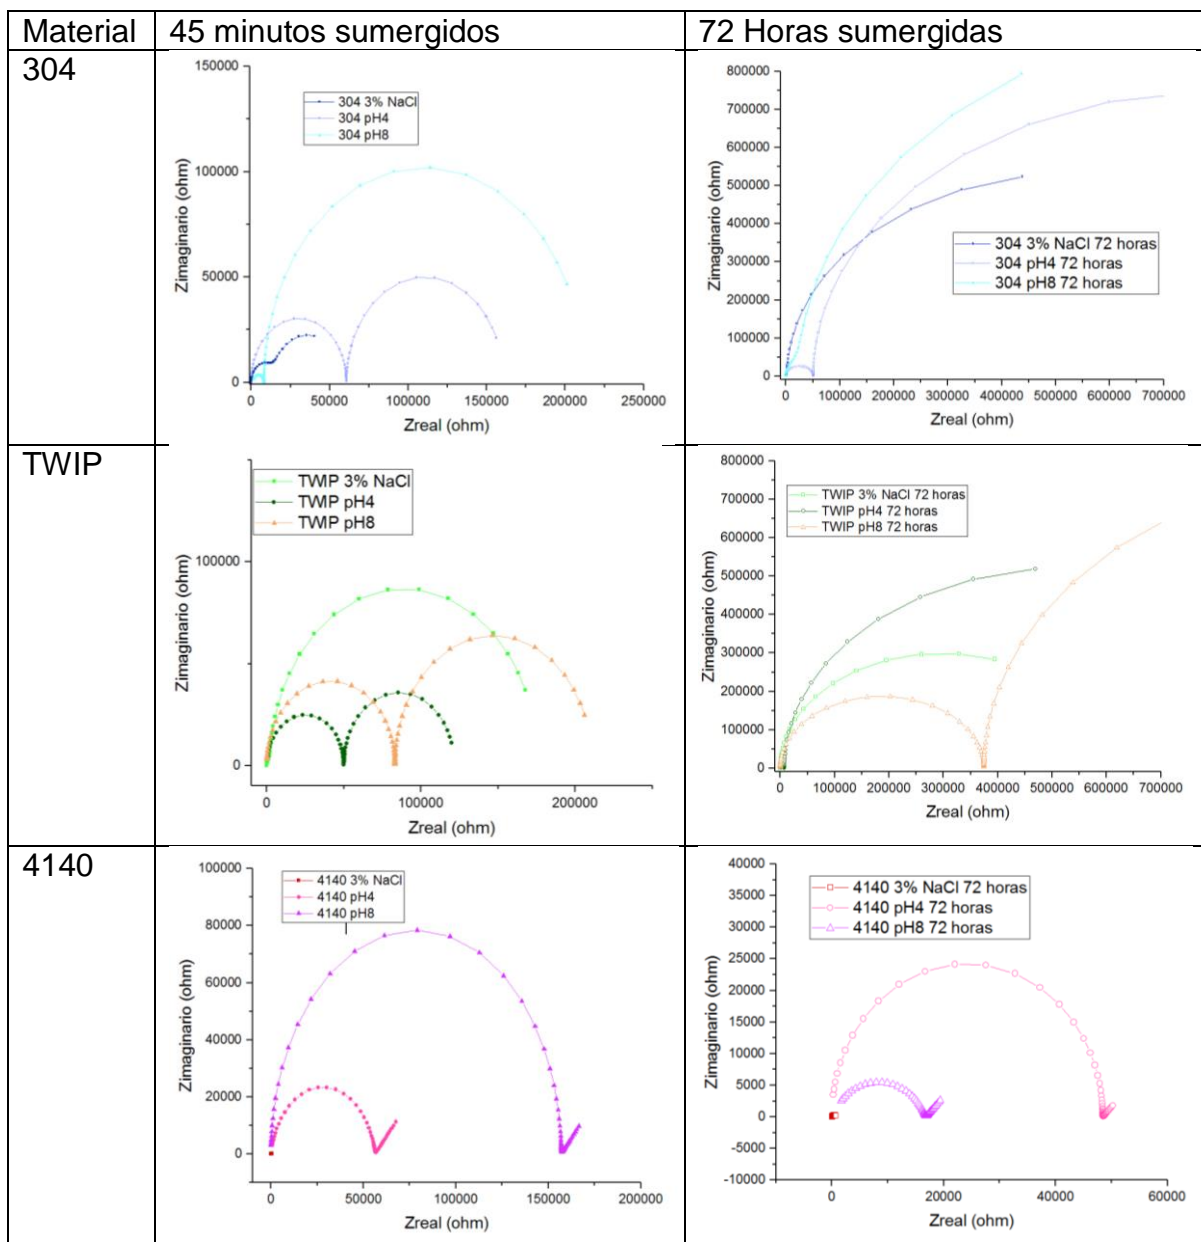 Material 45 minutos sumergidos 72 Horas sumergidas
304
150000
100000
50000
0
Zimaginario (ohm)
304 3% NaCl
304 pH4
304 pH8
0 50000 100000 150000 200000 250000
Zreal (ohm)
800000
700000
600000
500000
400000
300000
200000
100000
0
Zimaginario (ohm)
304 3% NaCl 72 horas
304 pH4 72 horas
304 pH8 72 horas
0 100000 200000 300000 400000 500000 600000 700000
Zreal (ohm)
TWIP
100000
0
Zimaginario (ohm)
TWIP 3% NaCl
TWIP pH4
TWIP pH8
0 100000 200000
Zreal (ohm)
800000
700000
600000
500000
400000
300000
200000
100000
0
Zimaginario (ohm)
TWIP 3% NaCl 72 horas
TWIP pH4 72 horas
TWIP pH8 72 horas
0 100000 200000 300000 400000 500000 600000 700000
Zreal (ohm)
4140
100000
80000
60000
40000
20000
0
Zimaginario (ohm)
4140 3% NaCl
4140 pH4
4140 pH8
0 50000 100000 150000 200000
Zreal (ohm)
40000
35000
30000
25000
20000
15000
10000
5000
0
-5000
-10000
Zimaginario (ohm)
4140 3% NaCl 72 horas
4140 pH4 72 horas
4140 pH8 72 horas
0 20000 40000 60000
Zreal (ohm)